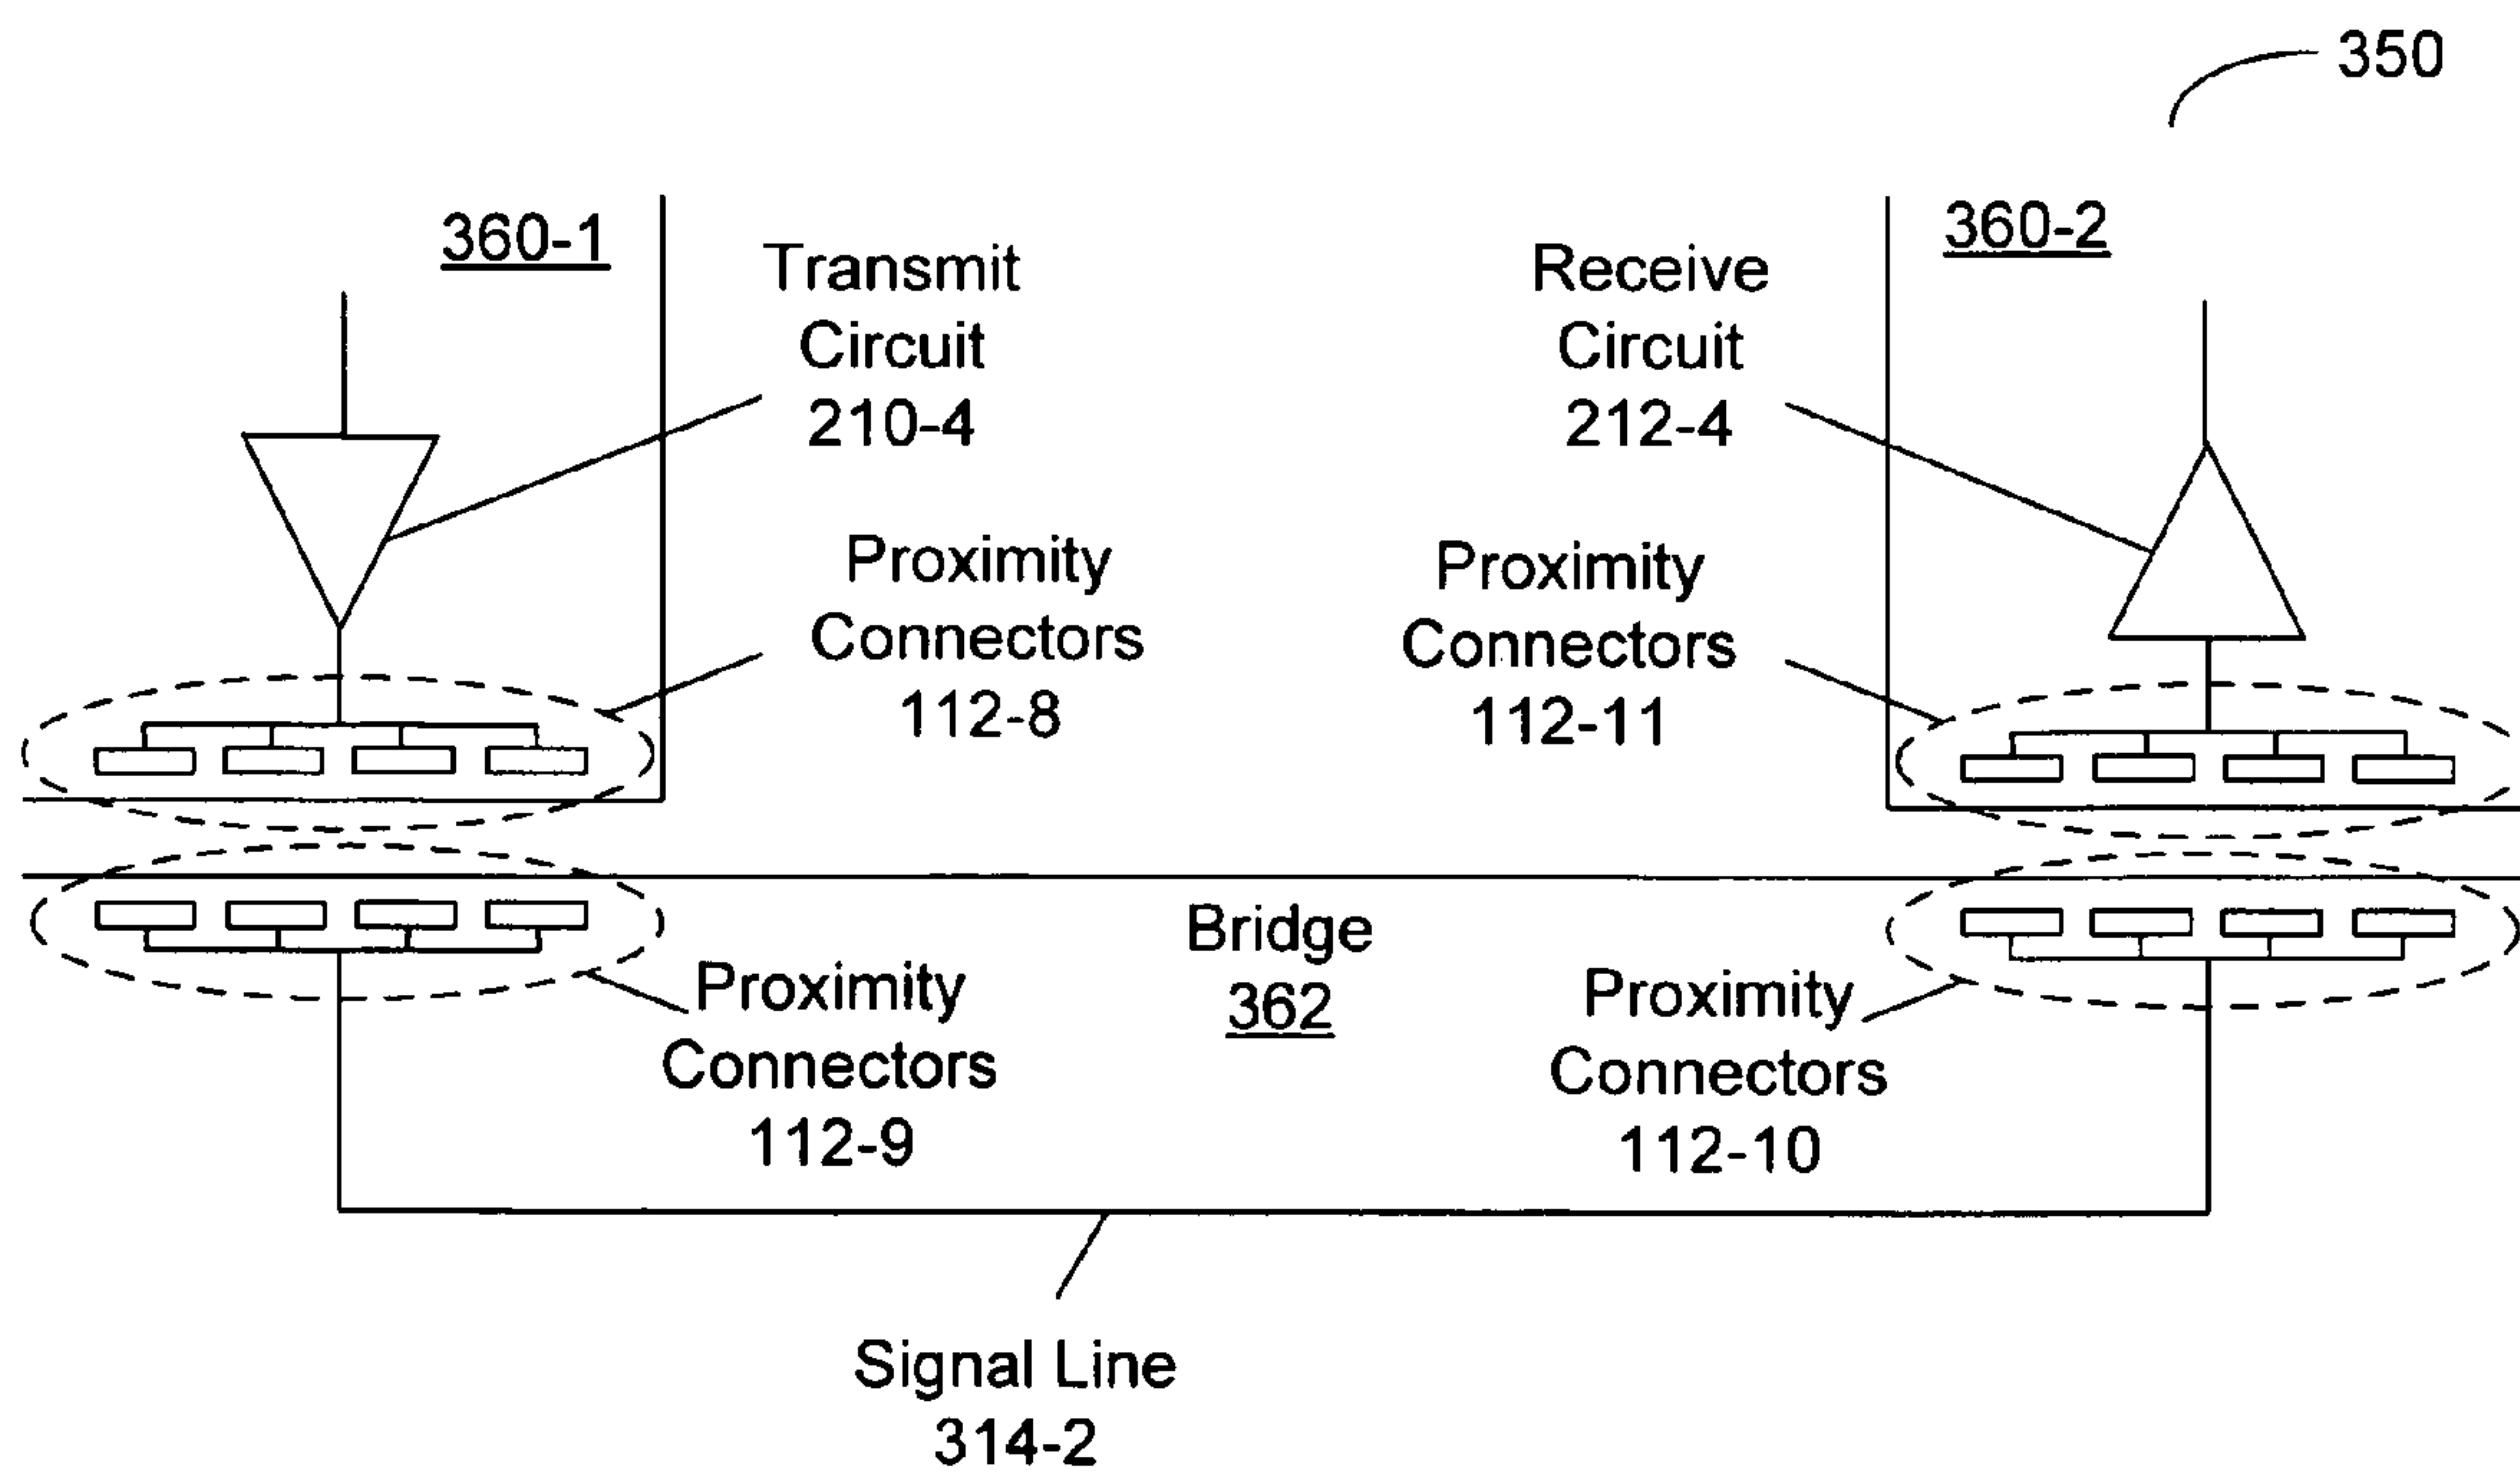 350
360-1
Transmit
Circuit
210-4
Receive
Circuit
212-4
360-2
Proximity
Connectors
112-8
Proximity
Connectors
112-11
Bridge
362
Proximity
Connectors
112-9
Proximity
Connectors
112-10
Signal Line
314-2